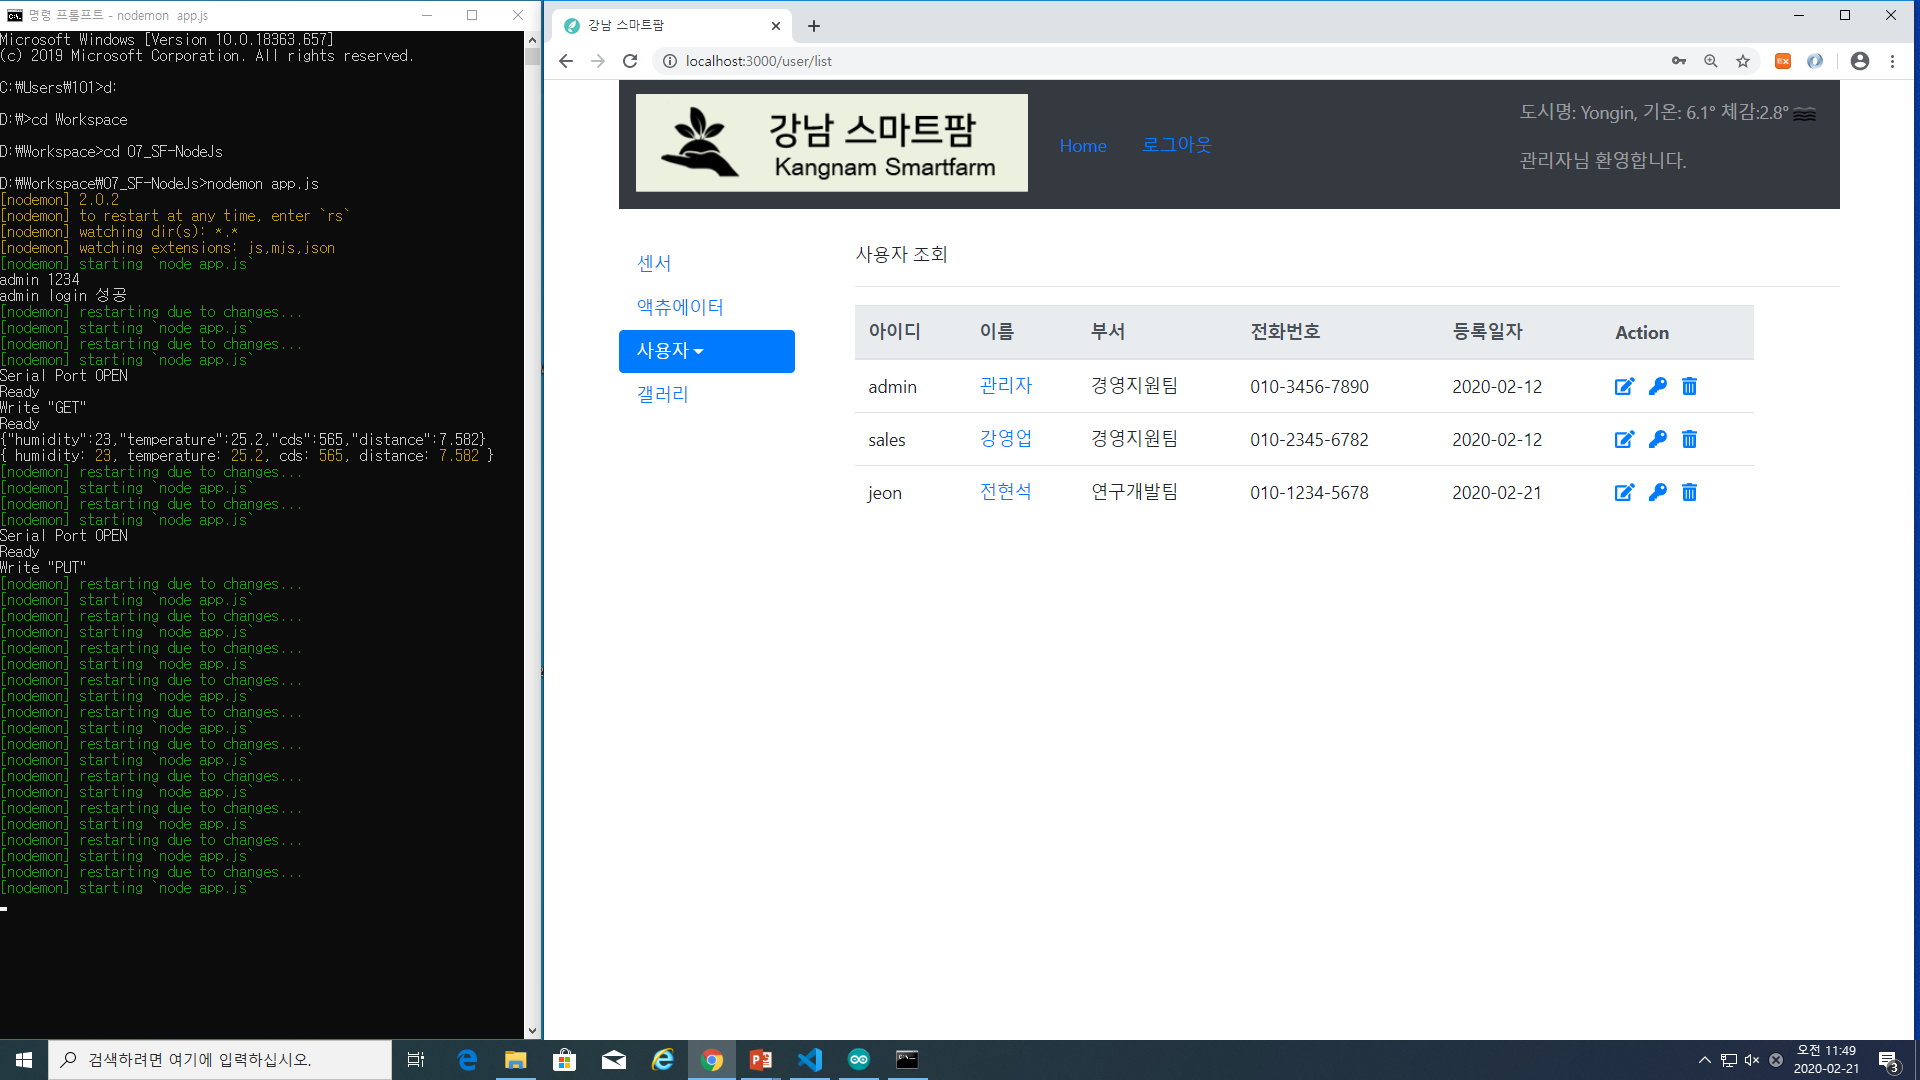 명령 프롬프트 - nodemon  app.js
Microsoft Windows [Version 10.0.18363.657]
(c) 2019 Microsoft Corporation. All rights reserved.
C:₩Users₩101>d:
D:₩>cd Workspace
D:₩Workspace>cd 07_SF-NodeJs
D:₩Workspace₩07_SF-NodeJs>nodemon app.js
[nodemon] 2.0.2
[nodemon] to restart at any time, enter `rs`
[nodemon] watching dir(s): *.*
[nodemon] watching extensions: js,mjs,json
[nodemon] starting `node app.js`
admin 1234
admin login 성공
[nodemon] restarting due to changes...
[nodemon] starting `node app.js`
[nodemon] restarting due to changes...
[nodemon] starting `node app.js`
Serial Port OPEN
Ready
Write "GET"
Ready
{"humidity":23,"temperature":25.2,"cds":565,"distance":7.582}
{ humidity: 23, temperature: 25.2, cds: 565, distance: 7.582 }
[nodemon] restarting due to changes...
[nodemon] starting `node app.js`
[nodemon] restarting due to changes...
[nodemon] starting `node app.js`
Serial Port OPEN
Ready
Write "PUT"
[nodemon] restarting due to changes...
[nodemon] starting `node app.js`
[nodemon] restarting due to changes...
[nodemon] starting `node app.js`
[nodemon] restarting due to changes...
[nodemon] starting `node app.js`
[nodemon] restarting due to changes...
[nodemon] starting `node app.js`
[nodemon] restarting due to changes...
[nodemon] starting `node app.js`
[nodemon] restarting due to changes...
[nodemon] starting `node app.js`
[nodemon] restarting due to changes...
[nodemon] starting `node app.js`
[nodemon] restarting due to changes...
[nodemon] starting `node app.js`
[nodemon] restarting due to changes...
[nodemon] starting `node app.js`
[nodemon] restarting due to changes...
[nodemon] starting `node app.js`
강남 스마트팜
localhost:3000/user/list
강남 스마트팜
Kangnam Smartfarm
Home 로그아웃
도시명: Yongin, 기온: 6.1° 체감:2.8°
관리자님 환영합니다.
센서
액츄에이터
사용자
갤러리
사용자 조회
아이디 이름 부서 전화번호 등록일자 Action
admin 관리자 경영지원팀 010-3456-7890 2020-02-12
sales 강영업 경영지원팀 010-2345-6782 2020-02-12
jeon 전현석 연구개발팀 010-1234-5678 2020-02-21
검색하려면 여기에 입력하십시오.
오전 11:49
2020-02-21
3